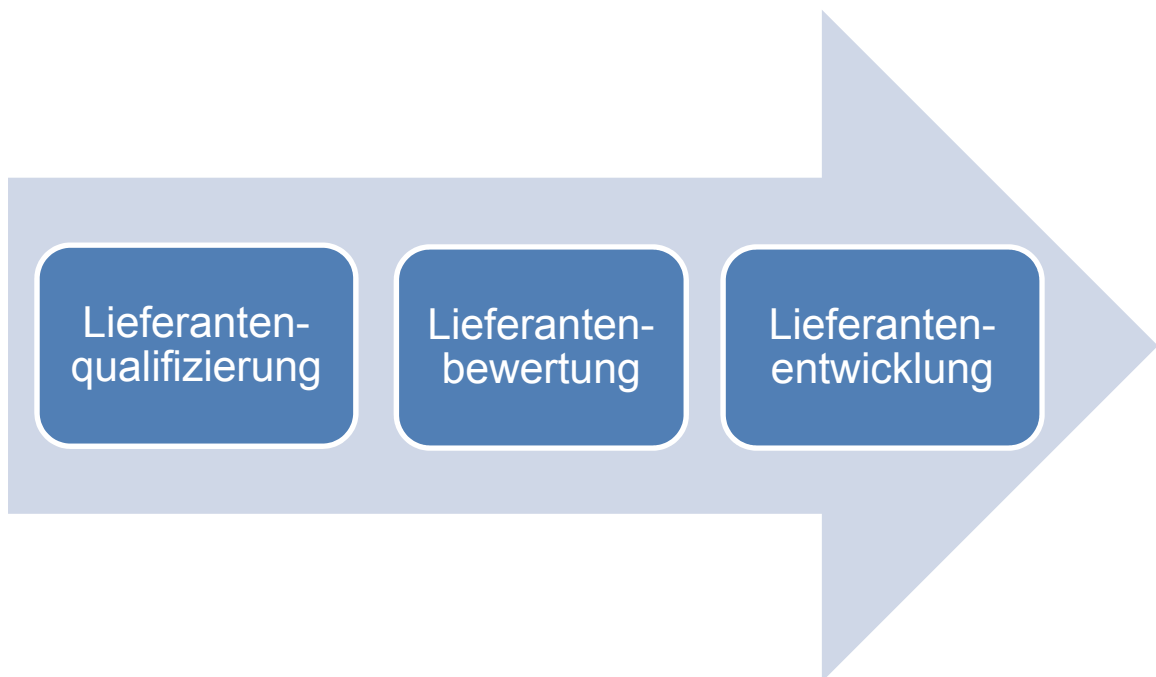 Lieferanten-
qualifizierung
Lieferanten-
bewertung
Lieferanten-
entwicklung